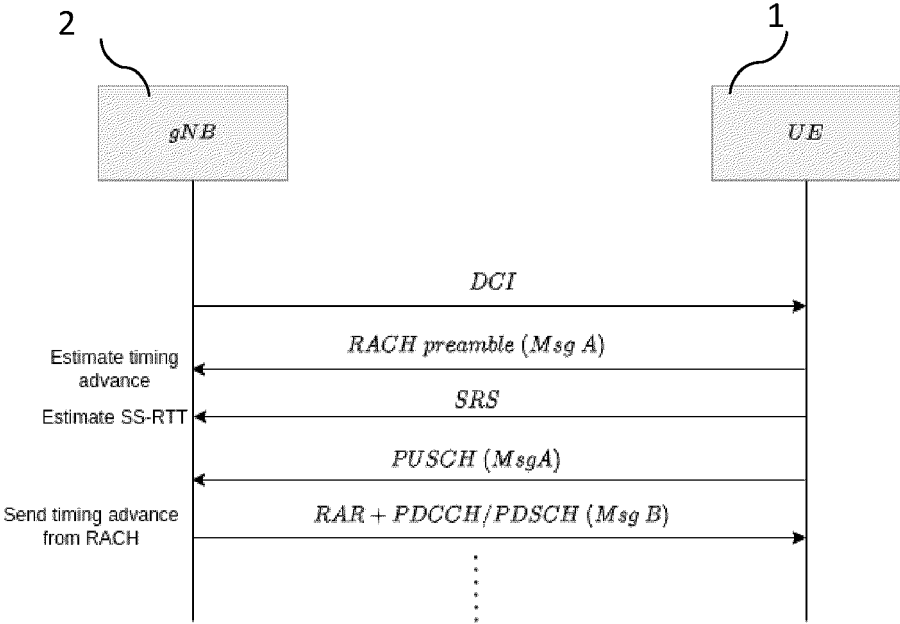 2
1
gNB
UE
DCI
RACH preamble (Msg A)
Estimate timing
advance
SRS
Estimate SS-RTT
PUSCH (MsgA)
Send timing advance
from RACH
RAR + PDCCH/PDSCH (Msg B)